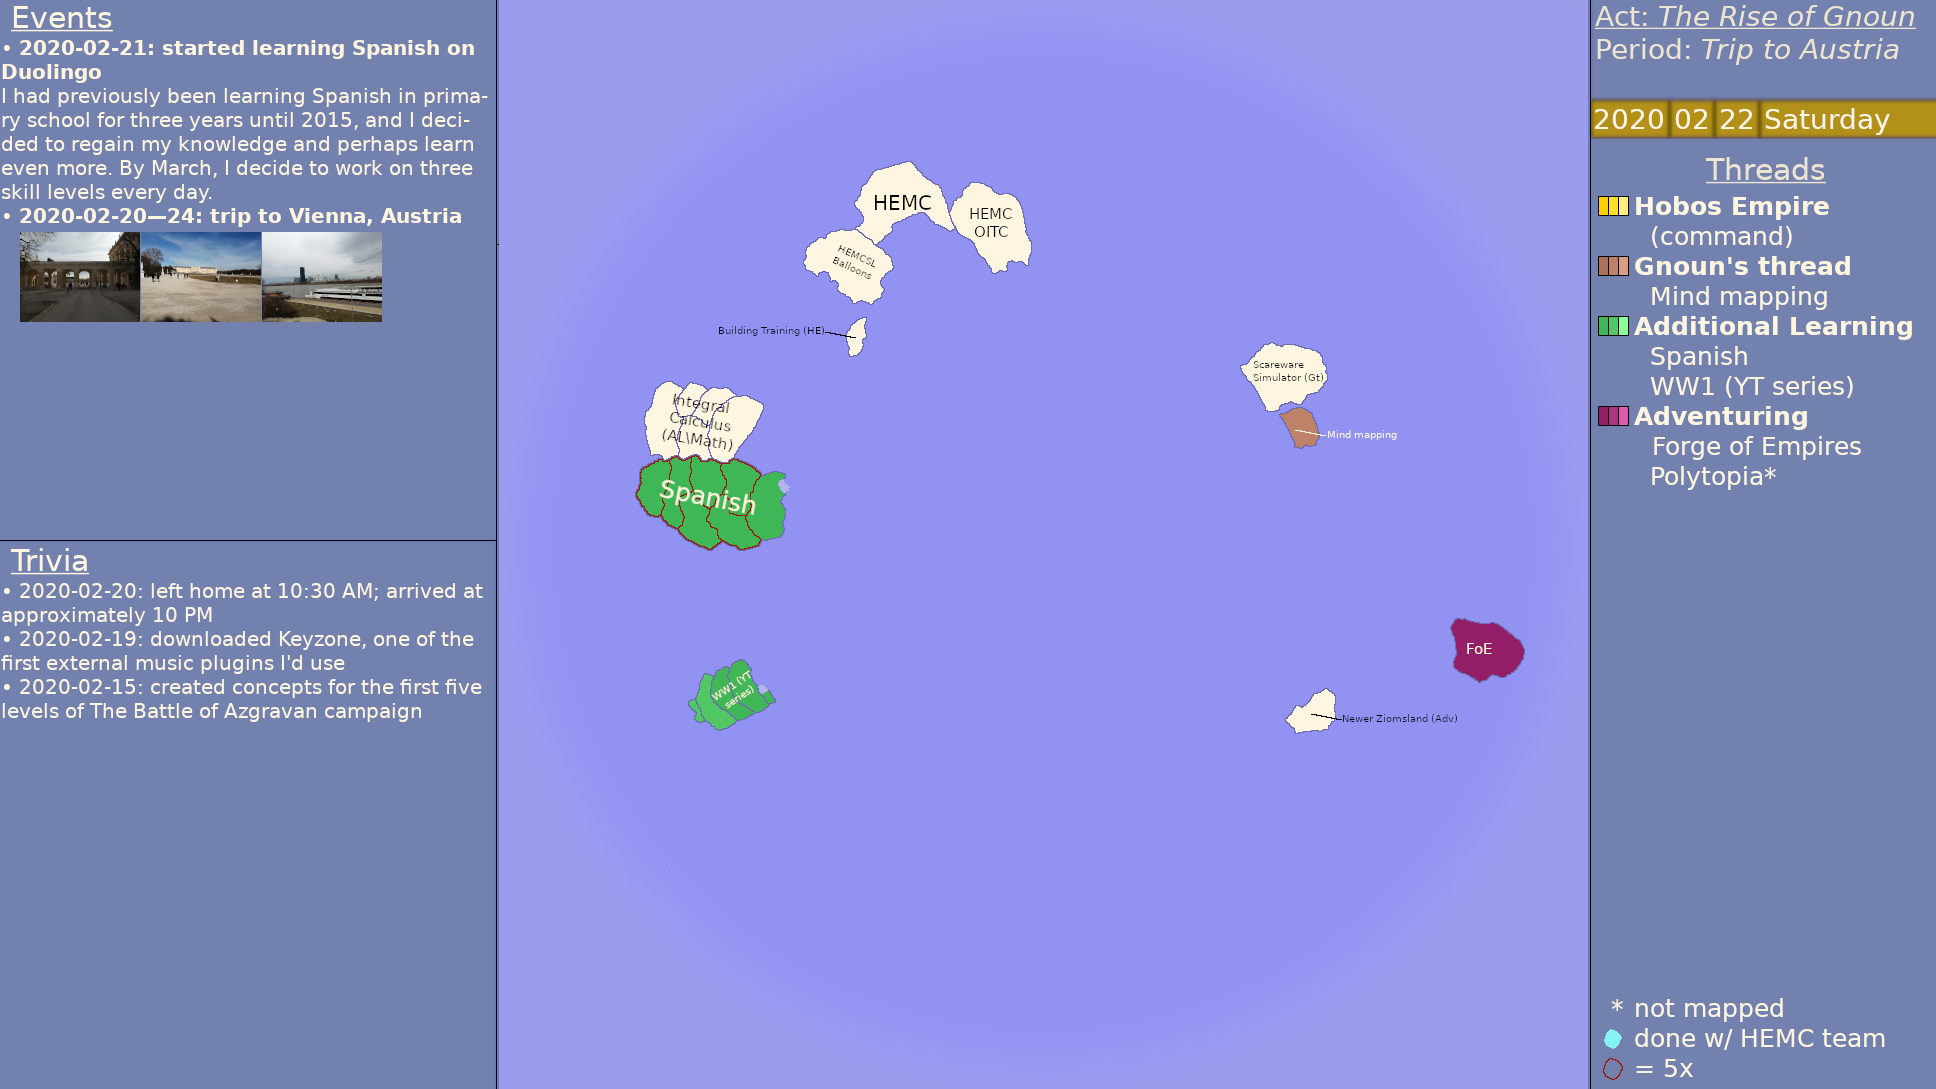 Events
• 2020-02-21: started learning Spanish on
Duolingo
I had previously been learning Spanish in prima-
ry school for three years until 2015, and I deci-
ded to regain my knowledge and perhaps learn
even more. By March, I decide to work on three
skill levels every day.
• 2020-02-20—24: trip to Vienna, Austria
Trivia
• 2020-02-20: left home at 10:30 AM; arrived at
approximately 10 PM
• 2020-02-19: downloaded Keyzone, one of the
first external music plugins I'd use
• 2020-02-15: created concepts for the first five
levels of The Battle of Azgravan campaign
HEMC
HEMC
OITC
HEMCSL
Balloons
Building Training (HE)
Integral
Calculus
(AL\Math)
Spanish
WW1 (YT
series)
Scareware
Simulator (Gt)
Mind mapping
FoE
Newer Ziomsland (Adv)
Act: The Rise of Gnoun
Period: Trip to Austria
2020 02 22 Saturday
Threads
Hobos Empire
(command)
Gnoun's thread
Mind mapping
Additional Learning
Spanish
WW1 (YT series)
Adventuring
Forge of Empires
Polytopia*
* not mapped
done w/ HEMC team
= 5x